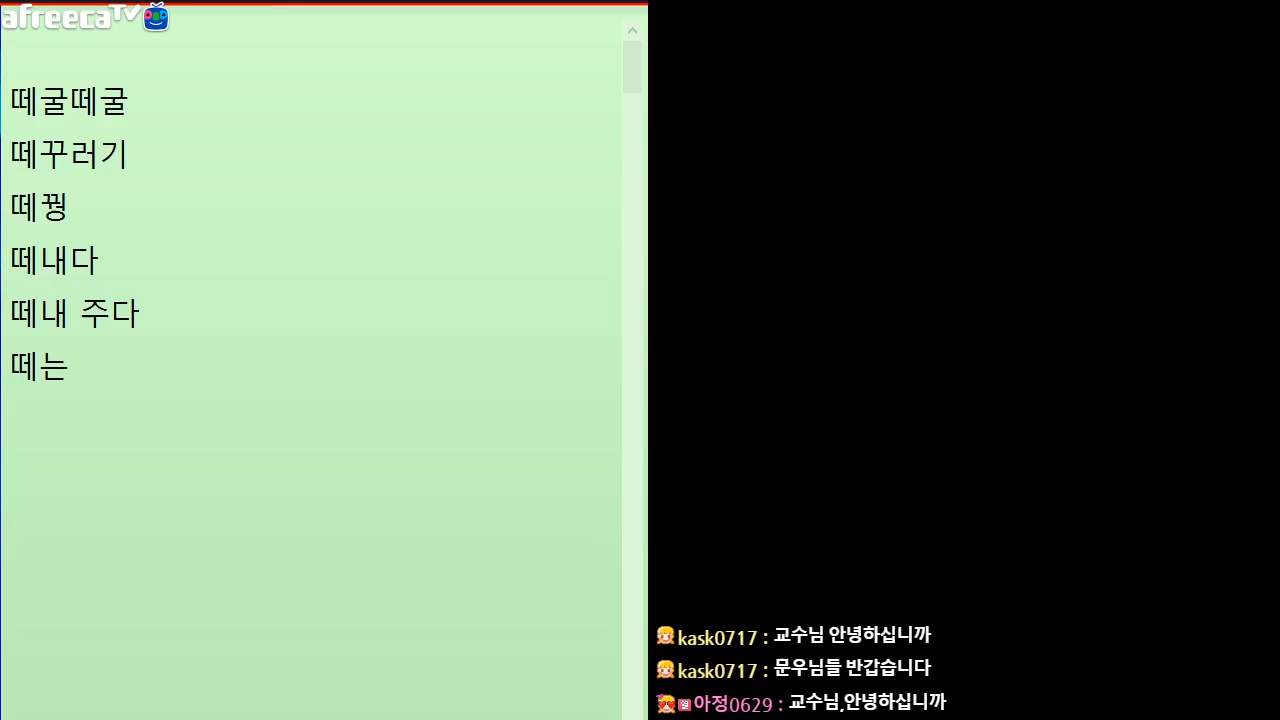 afreecaTV
떼굴떼굴
떼꾸러기
떼꿩
떼내다
떼내 주다
떼는
kask0717 : 교수님 안녕하십니까
kask0717 : 문우님들 반갑습니다
아정0629 : 교수님,안녕하십니까